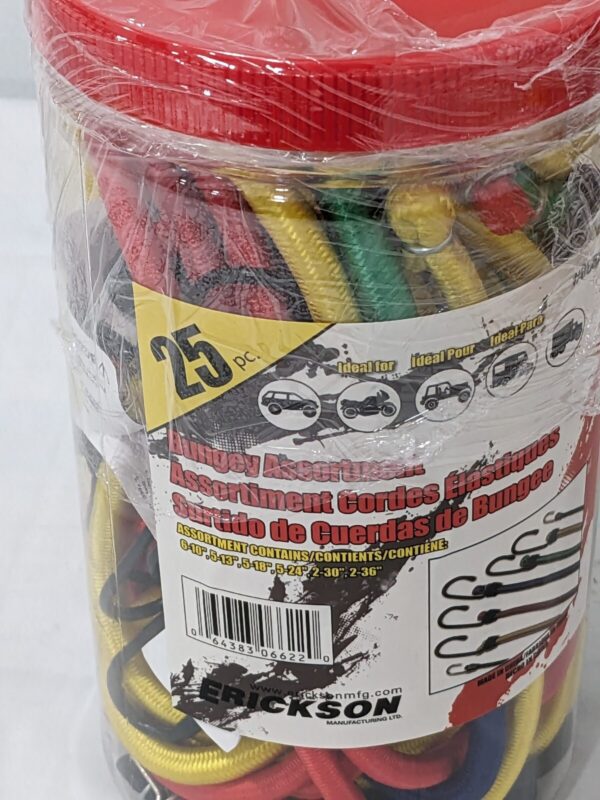 25 pc.
Ideal for
Ideal Pour
Ideal Para
Bungey Assortment
Assortiment Cordes Élastiques
Surtido de Cuerdas de Bungee
ASSORTMENT CONTAINS/CONTIENTS/CONTIÈNE:
6-10", 5-13", 5-18", 5-24", 2-30", 2-36"
0 64383 06622 0
www.ericksonmfg.com
ERICKSON
MANUFACTURING LTD.